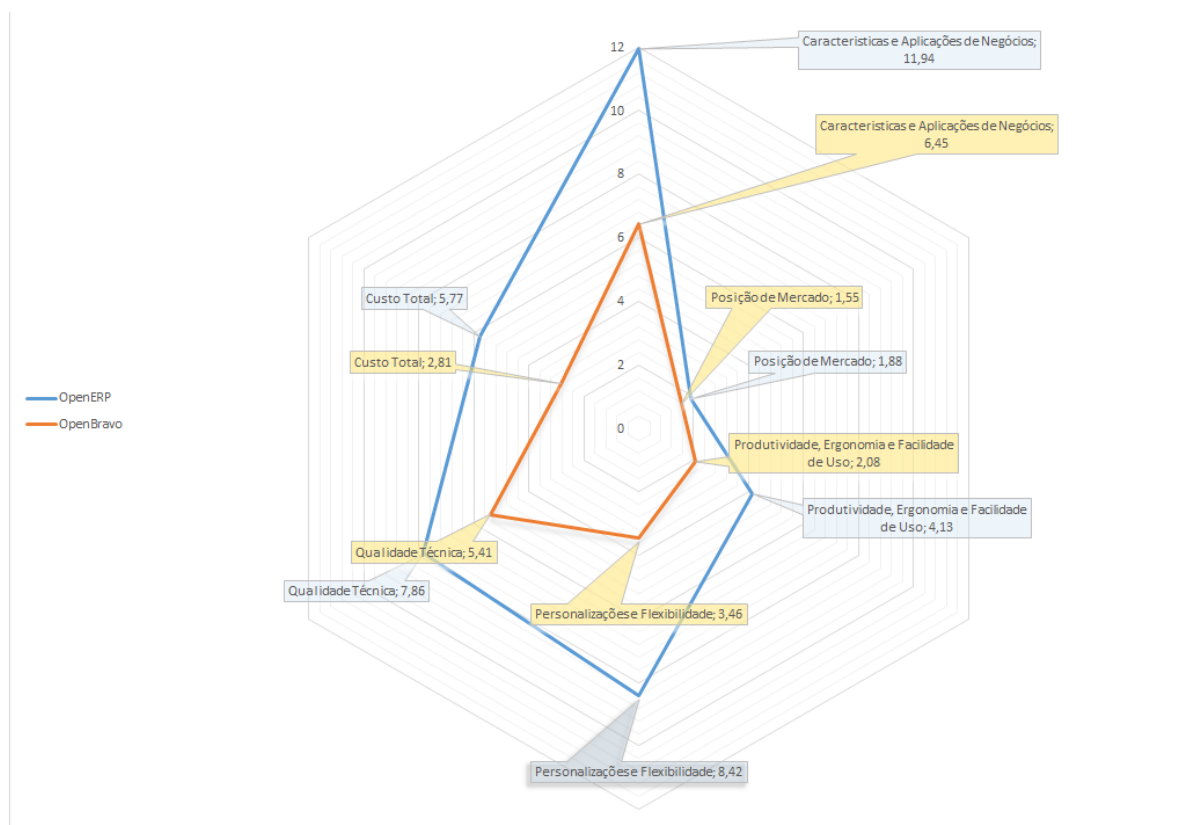 12
10
8
6
4
2
0
Caracteristicas e Aplicações de Negócios;
11,94
Caracteristicas e Aplicações de Negócios;
6,45
Custo Total; 5,77
Posição de Mercado; 1,55
Custo Total; 2,81
Posição de Mercado; 1,88
OpenERP
OpenBravo
Produtividade, Ergonomia e Facilidade
de Uso; 2,08
Produtividade, Ergonomia e Facilidade
de Uso; 4,13
Qualidade Técnica; 5,41
Qualidade Técnica; 7,86
Personalizaçõese Flexibilidade; 3,46
Personalizaçõese Flexibilidade; 8,42